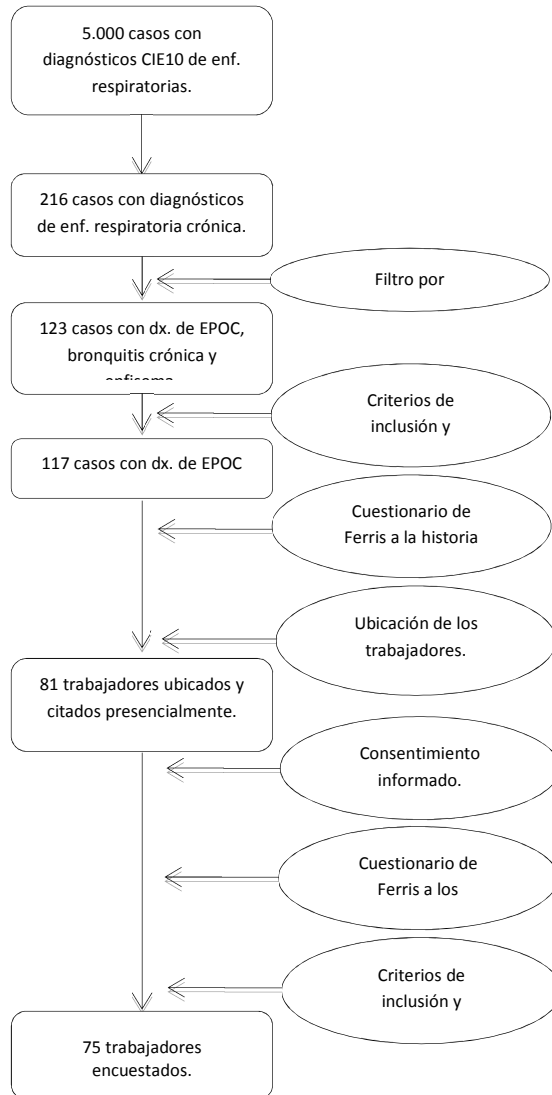 5.000 casos con
diagnósticos CIE10 de enf.
respiratorias.
216 casos con diagnósticos
de enf. respiratoria crónica.
Filtro por
123 casos con dx. de EPOC,
bronquitis crónica y
enfisema
Criterios de
inclusión y
117 casos con dx. de EPOC
Cuestionario de
Ferris a la historia
Ubicación de los
trabajadores.
81 trabajadores ubicados y
citados presencialmente.
Consentimiento
informado.
Cuestionario de
Ferris a los
Criterios de
inclusión y
75 trabajadores
encuestados.